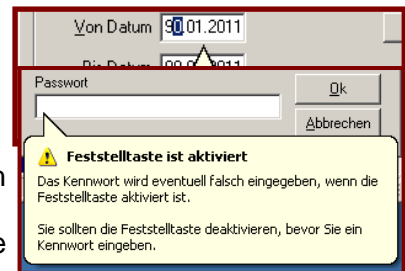 Von Datum 90.01.2011
Passwort
Ok
Abbrechen
Feststelltaste ist aktiviert
Das Kennwort wird eventuell falsch eingegeben, wenn die
Feststelltaste aktiviert ist.
Sie sollten die Feststelltaste deaktivieren, bevor Sie ein
Kennwort eingeben.